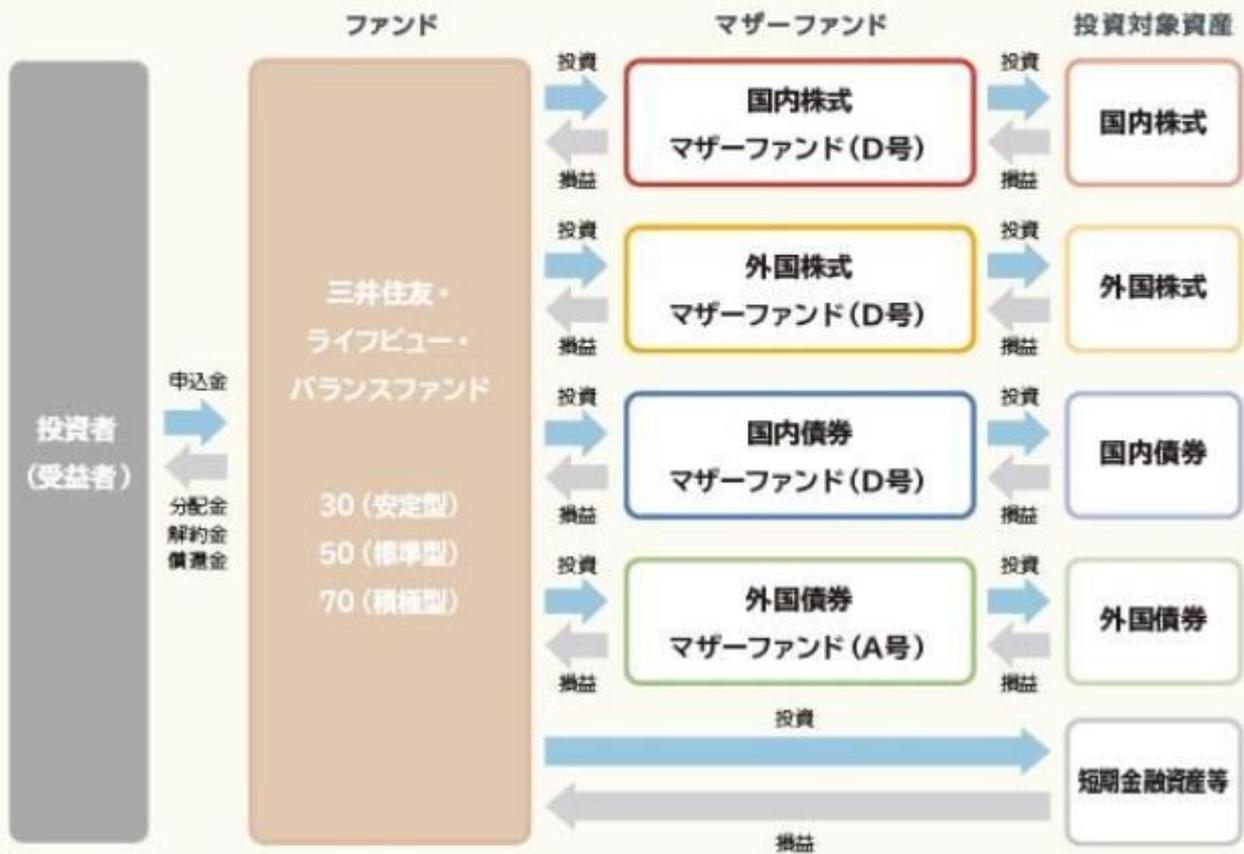 ファンド
マザーファンド
投資対象資産
投資者
(受益者)
申込金
分配金
解約金
償還金
三井住友・
ライフビュー・
バランスファンド
30(安定型)
50(標準型)
70(積極型)
投資
損益
国内株式
マザーファンド(D号)
投資
損益
国内株式
投資
損益
外国株式
マザーファンド(D号)
投資
損益
外国株式
投資
損益
国内債券
マザーファンド(D号)
投資
損益
国内債券
投資
損益
外国債券
マザーファンド(A号)
投資
損益
外国債券
投資
損益
短期金融資産等